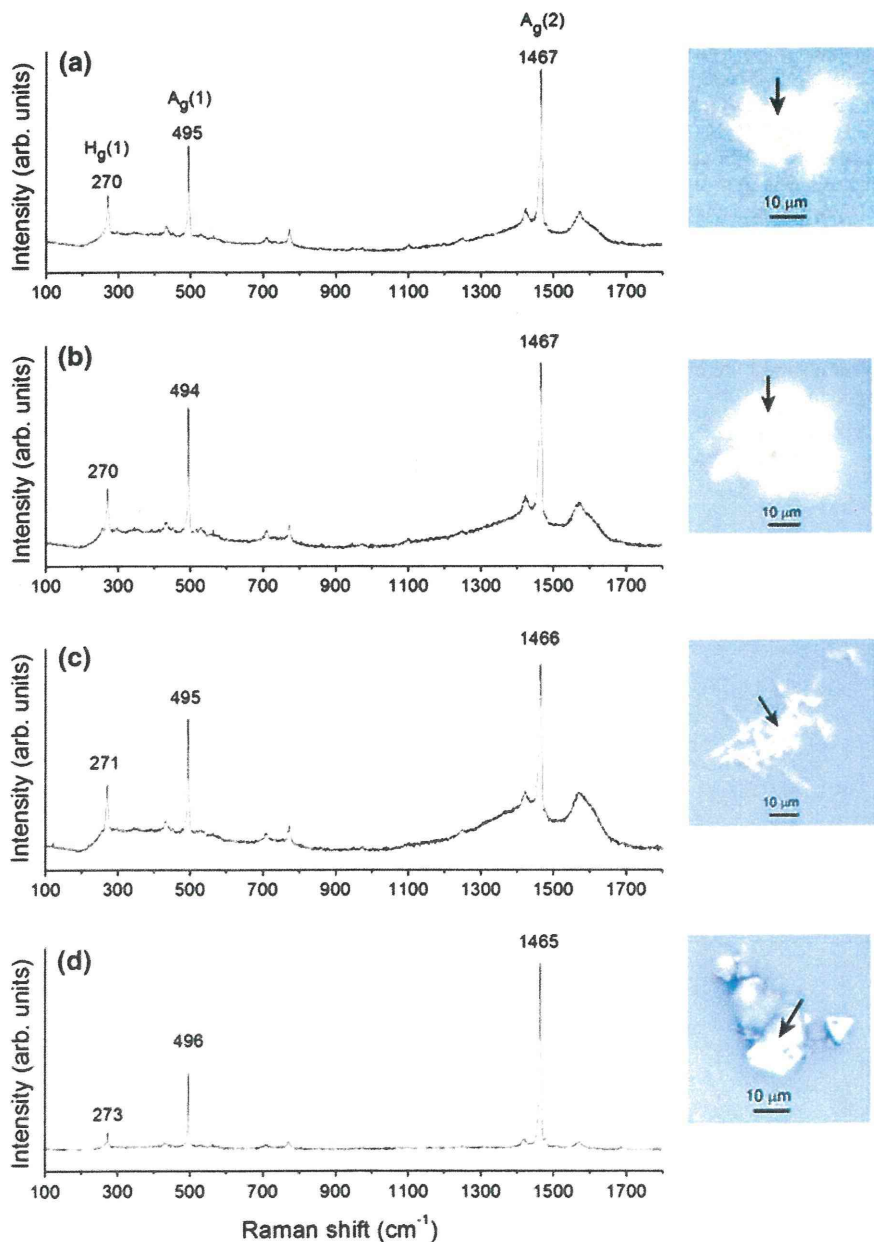 (a)
A_g(2)
1467
A_g(1)
495
H_g(1)
270
Intensity (arb. units)
100 300 500 700 900 1100 1300 1500 1700
10 μm
(b)
1467
494
270
Intensity (arb. units)
100 300 500 700 900 1100 1300 1500 1700
10 μm
(c)
1466
495
271
Intensity (arb. units)
100 300 500 700 900 1100 1300 1500 1700
10 μm
(d)
1465
496
273
Intensity (arb. units)
100 300 500 700 900 1100 1300 1500 1700
10 μm
Raman shift (cm⁻¹)